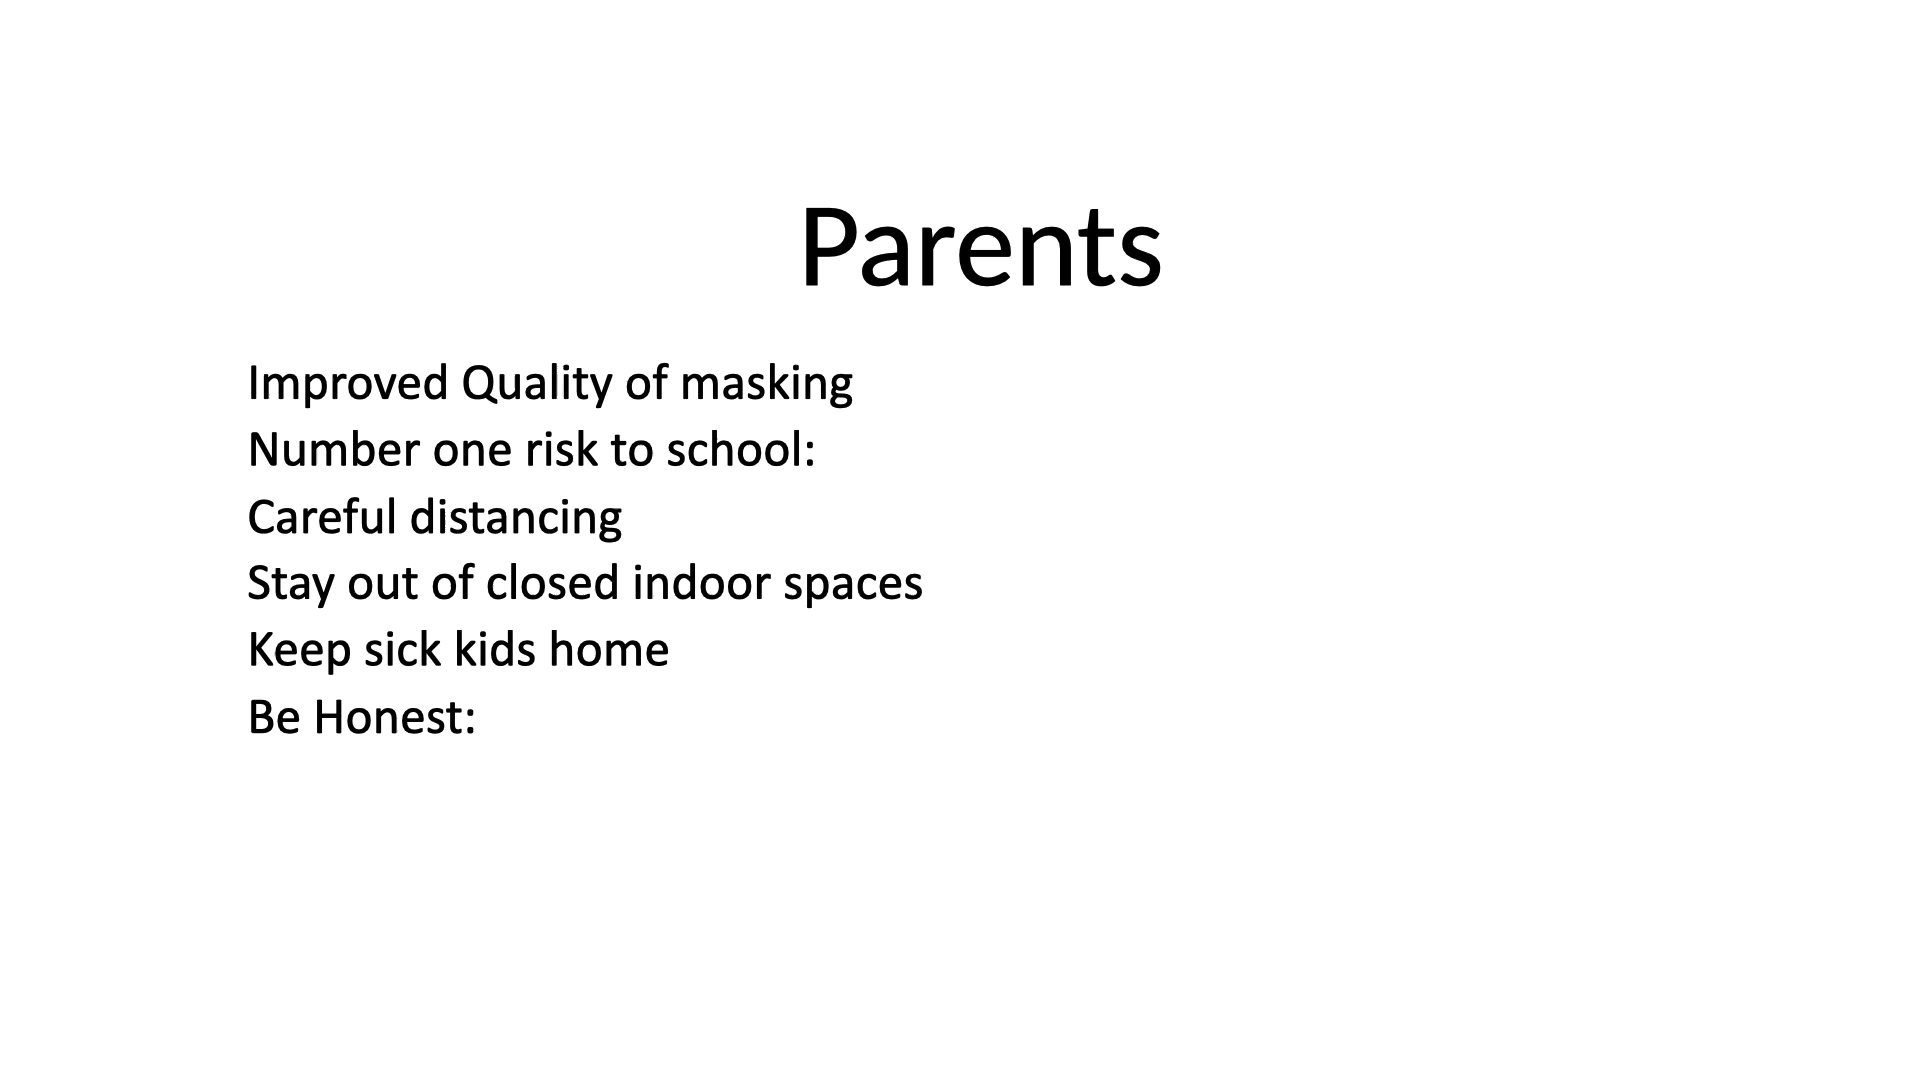 Parents
Improved Quality of masking
Number one risk to school:
Careful distancing
Stay out of closed indoor spaces
Keep sick kids home
Be Honest: